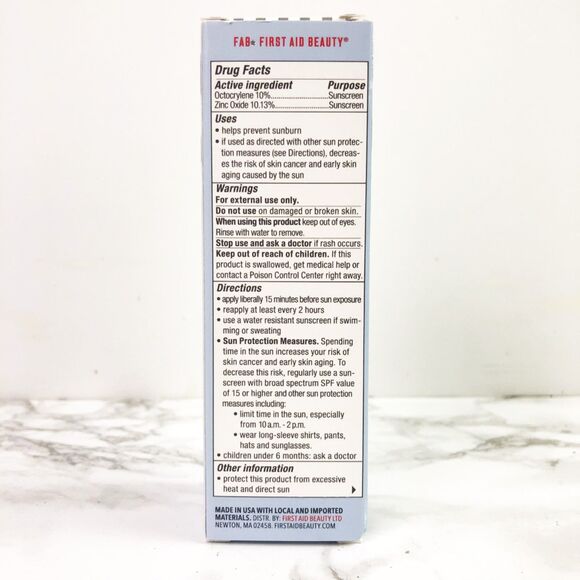 FAB★ FIRST AID BEAUTY®
Drug Facts
Active ingredient Purpose
Octocrylene 10%......................Sunscreen
Zinc Oxide 10.13%......................Sunscreen
Uses
• helps prevent sunburn
• if used as directed with other sun protec-
tion measures (see Directions), decreas-
es the risk of skin cancer and early skin
aging caused by the sun
Warnings
For external use only.
Do not use on damaged or broken skin.
When using this product keep out of eyes.
Rinse with water to remove.
Stop use and ask a doctor if rash occurs.
Keep out of reach of children. If this
product is swallowed, get medical help or
contact a Poison Control Center right away.
Directions
• apply liberally 15 minutes before sun exposure
• reapply at least every 2 hours
• use a water resistant sunscreen if swim-
ming or sweating
• Sun Protection Measures. Spending
time in the sun increases your risk of
skin cancer and early skin aging. To
decrease this risk, regularly use a sun-
screen with broad spectrum SPF value
of 15 or higher and other sun protection
measures including:
• limit time in the sun, especially
from 10 a.m. - 2 p.m.
• wear long-sleeve shirts, pants,
hats and sunglasses.
• children under 6 months: ask a doctor
Other information
• protect this product from excessive
heat and direct sun
MADE IN USA WITH LOCAL AND IMPORTED
MATERIALS. DISTR. BY: FIRST AID BEAUTY LTD
NEWTON, MA 02458. FIRSTAIDBEAUTY.COM